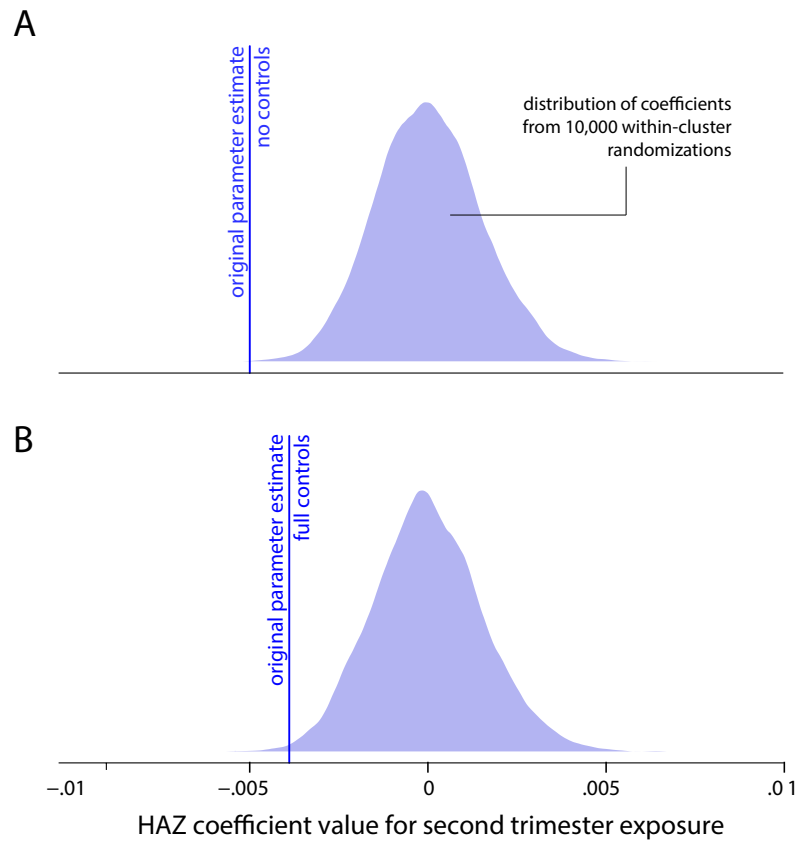 A
original parameter estimate
no controls
distribution of coefficients
from 10,000 within-cluster
randomizations
B
original parameter estimate
full controls
−.01
−.005
0
.005
.01
HAZ coefficient value for second trimester exposure